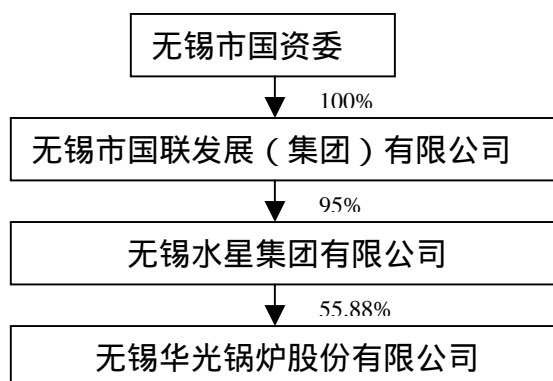 无锡市国资委
100%
无锡市国联发展（集团）有限公司
95%
无锡水星集团有限公司
55.88%
无锡华光锅炉股份有限公司